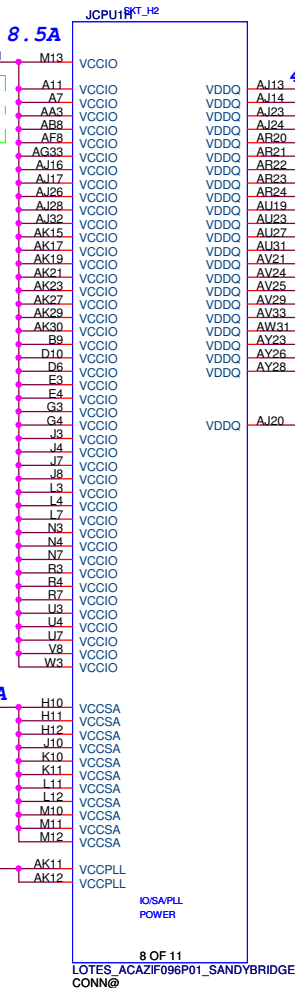 JCPU1H SKT_H2
8.5A
M13 VCCIO
A11 VCCIO VDDQ AJ13
A7 VCCIO VDDQ AJ14
AA3 VCCIO VDDQ AJ23
AB8 VCCIO VDDQ AJ24
AF8 VCCIO VDDQ AR20
AG33 VCCIO VDDQ AR21
AJ16 VCCIO VDDQ AR22
AJ17 VCCIO VDDQ AR23
AJ26 VCCIO VDDQ AR24
AJ28 VCCIO VDDQ AU19
AJ32 VCCIO VDDQ AU23
AK15 VCCIO VDDQ AU27
AK17 VCCIO VDDQ AU31
AK19 VCCIO VDDQ AV21
AK21 VCCIO VDDQ AV24
AK23 VCCIO VDDQ AV25
AK27 VCCIO VDDQ AV29
AK29 VCCIO VDDQ AV33
AK30 VCCIO VDDQ AW31
B9 VCCIO VDDQ AY23
D10 VCCIO VDDQ AY26
D6 VCCIO VDDQ AY28
E3 VCCIO
E4 VCCIO
G3 VCCIO
G4 VCCIO VDDQ AJ20
J3 VCCIO
J4 VCCIO
J7 VCCIO
J8 VCCIO
L3 VCCIO
L4 VCCIO
L7 VCCIO
N3 VCCIO
N4 VCCIO
N7 VCCIO
R3 VCCIO
R4 VCCIO
R7 VCCIO
U3 VCCIO
U4 VCCIO
U7 VCCIO
V8 VCCIO
W3 VCCIO
A
H10 VCCSA
H11 VCCSA
H12 VCCSA
J10 VCCSA
K10 VCCSA
K11 VCCSA
L11 VCCSA
L12 VCCSA
M10 VCCSA
M11 VCCSA
M12 VCCSA
AK11 VCCPLL
AK12 VCCPLL
IO/SA/PLL
POWER
8 OF 11
LOTES_ACAZIF096P01_SANDYBRIDGE
CONN@